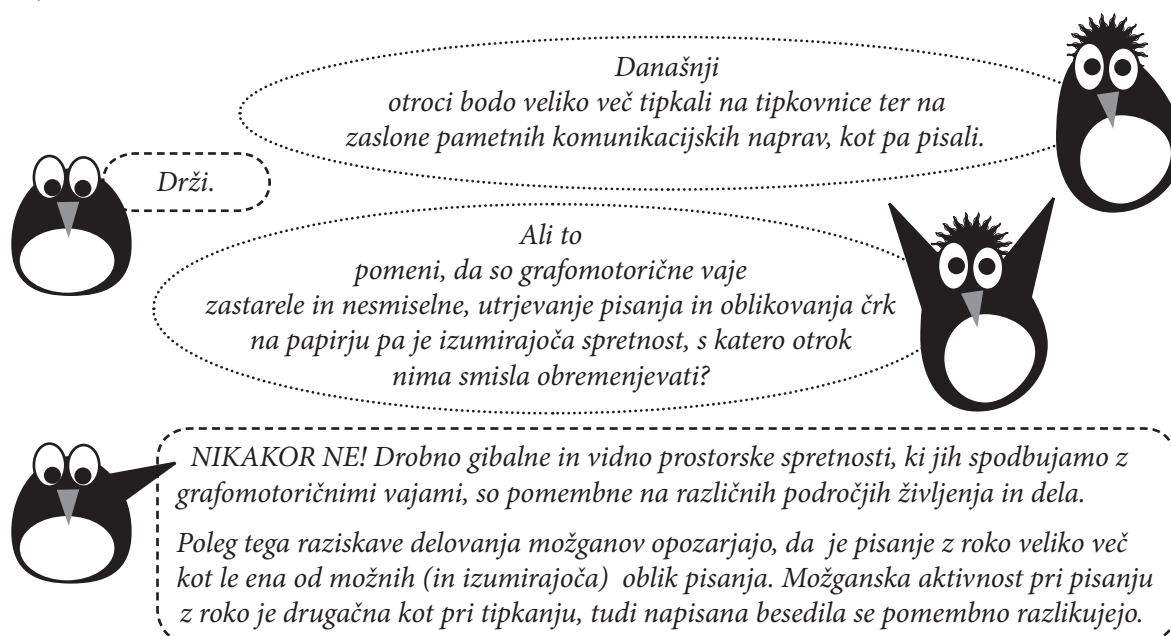 Današnji
otroci bodo veliko več tipkali na tipkovnice ter na
zaslone pametnih komunikacijskih naprav, kot pa pisali.
Drži.
Ali to
pomeni, da so grafomotorične vaje
zastarele in nesmiselne, utrjevanje pisanja in oblikovanja črk
na papirju pa je izumirajoča spretnost, s katero otrok
nima smisla obremenjevati?
NIKAKOR NE! Drobno gibalne in vidno prostorske spretnosti, ki jih spodbujamo z
grafomotoričnimi vajami, so pomembne na različnih področjih življenja in dela.
Poleg tega raziskave delovanja možganov opozarjajo, da je pisanje z roko veliko več
kot le ena od možnih (in izumirajoča) oblik pisanja. Možganska aktivnost pri pisanju
z roko je drugačna kot pri tipkanju, tudi napisana besedila se pomembno razlikujejo.